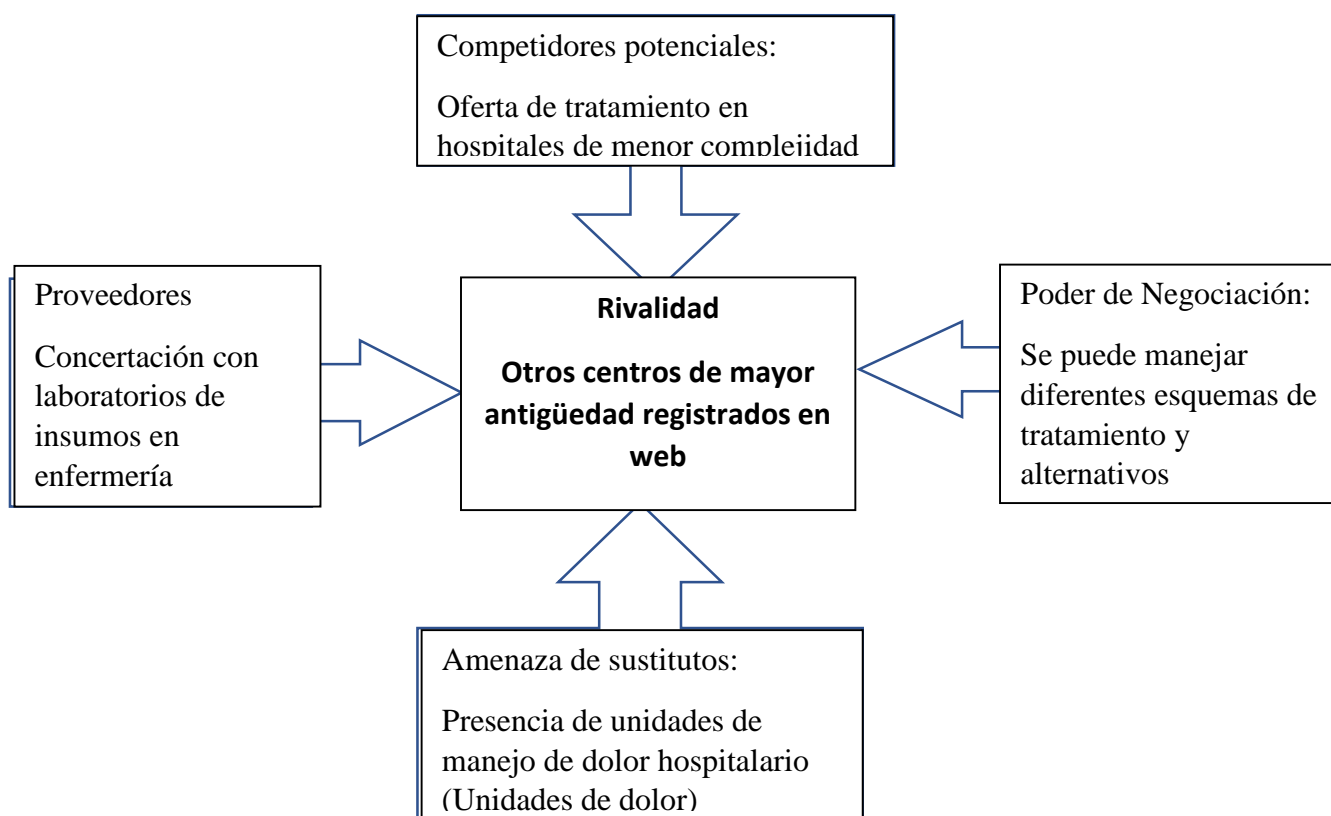 Competidores potenciales:
Oferta de tratamiento en
hospitales de menor complejidad
Proveedores
Concertación con
laboratorios de
insumos en
enfermería
Rivalidad
Otros centros de mayor
antigüedad registrados en
web
Poder de Negociación:
Se puede manejar
diferentes esquemas de
tratamiento y
alternativos
Amenaza de sustitutos:
Presencia de unidades de
manejo de dolor hospitalario
(Unidades de dolor)